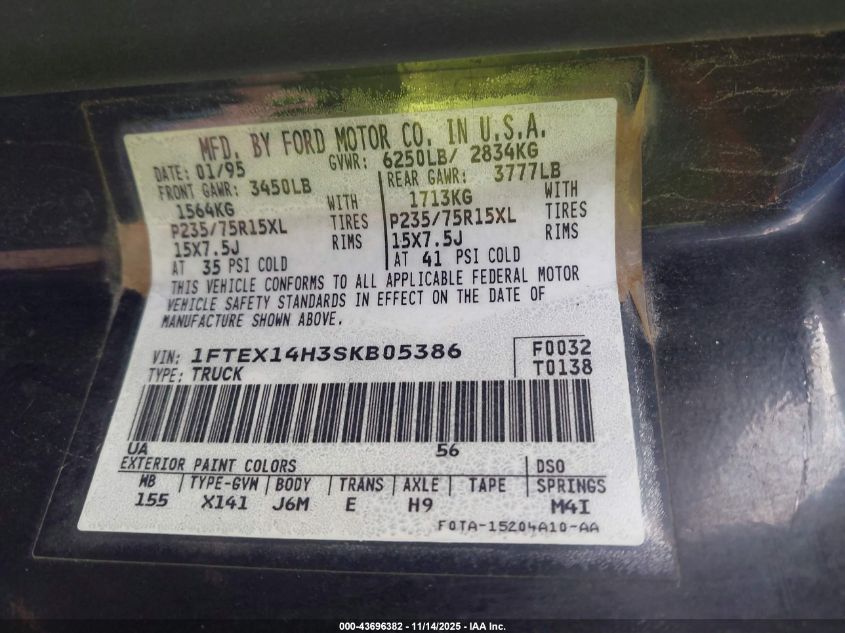 MFD. BY FORD MOTOR CO. IN U.S.A.
DATE: 01/95 GVWR: 6250LB/ 2834KG
FRONT GAWR: 3450LB REAR GAWR: 3777LB
1564KG WITH 1713KG WITH
P235/75R15XL TIRES P235/75R15XL TIRES
15X7.5J RIMS 15X7.5J RIMS
AT 35 PSI COLD AT 41 PSI COLD
THIS VEHICLE CONFORMS TO ALL APPLICABLE FEDERAL MOTOR
VEHICLE SAFETY STANDARDS IN EFFECT ON THE DATE OF
MANUFACTURE SHOWN ABOVE.
VIN: 1FTEX14H3SKB05386 F0032
TYPE: TRUCK T0138
UA 56
EXTERIOR PAINT COLORS DSO
WB TYPE-GVW BODY TRANS AXLE TAPE SPRINGS
155 X141 J6M E H9 M4I
F0TA-15204A10-AA
000-43696382 - 11/14/2025 - IAA Inc.